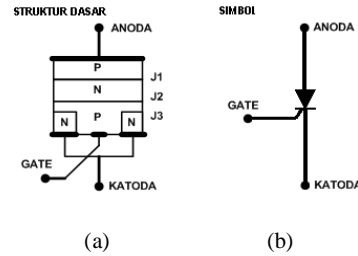 STRUKTUR DASAR
ANODA
P
J1
N
J2
P
J3
N
N
GATE
KATODA
(a)
SIMBOL
ANODA
GATE
KATODA
(b)